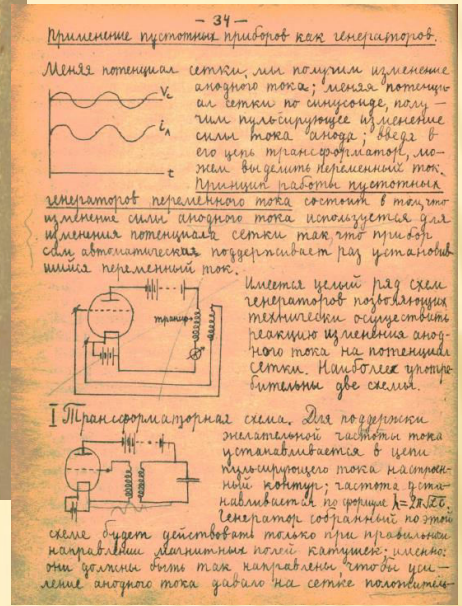 — 34 —
Применение пустотных приборов как генераторов.
Меняя потенциал сетки, мы получим изменение
анодного тока; меняя потенци-
Vc
ал сетки по синусоиде, полу-
чим пульсирующее изменение
iA
силы тока анода; введя в
его цепь трансформатор, мо-
t
жем выделить переменный ток.
Принцип работы пустотных
генераторов переменного тока состоит в том, что
изменение силы анодного тока используется для
изменения потенциала сетки так, что прибор
сам автоматическая поддерживает раз установив-
шийся переменный ток.
Имеется целый ряд схем
генераторов позволяющих
трансф
технически осуществить
реакцию изменения анод-
ного тока на потенциал
сетки. Наиболее употре-
бительны две схемы.
I Трансформаторная схема. Для поддержки
желательной частоты тока
устанавливается в цепи
пульсирующего тока настроен-
ный контур; частота уста-
навливается по формуле λ=2π√LC.
Генератор собранный по этой
схеме будет действовать только при правильном
направлении магнитных полей катушек; именно:
они должны быть так направлены чтобы уси-
ление анодного тока давало на сетке положитель-